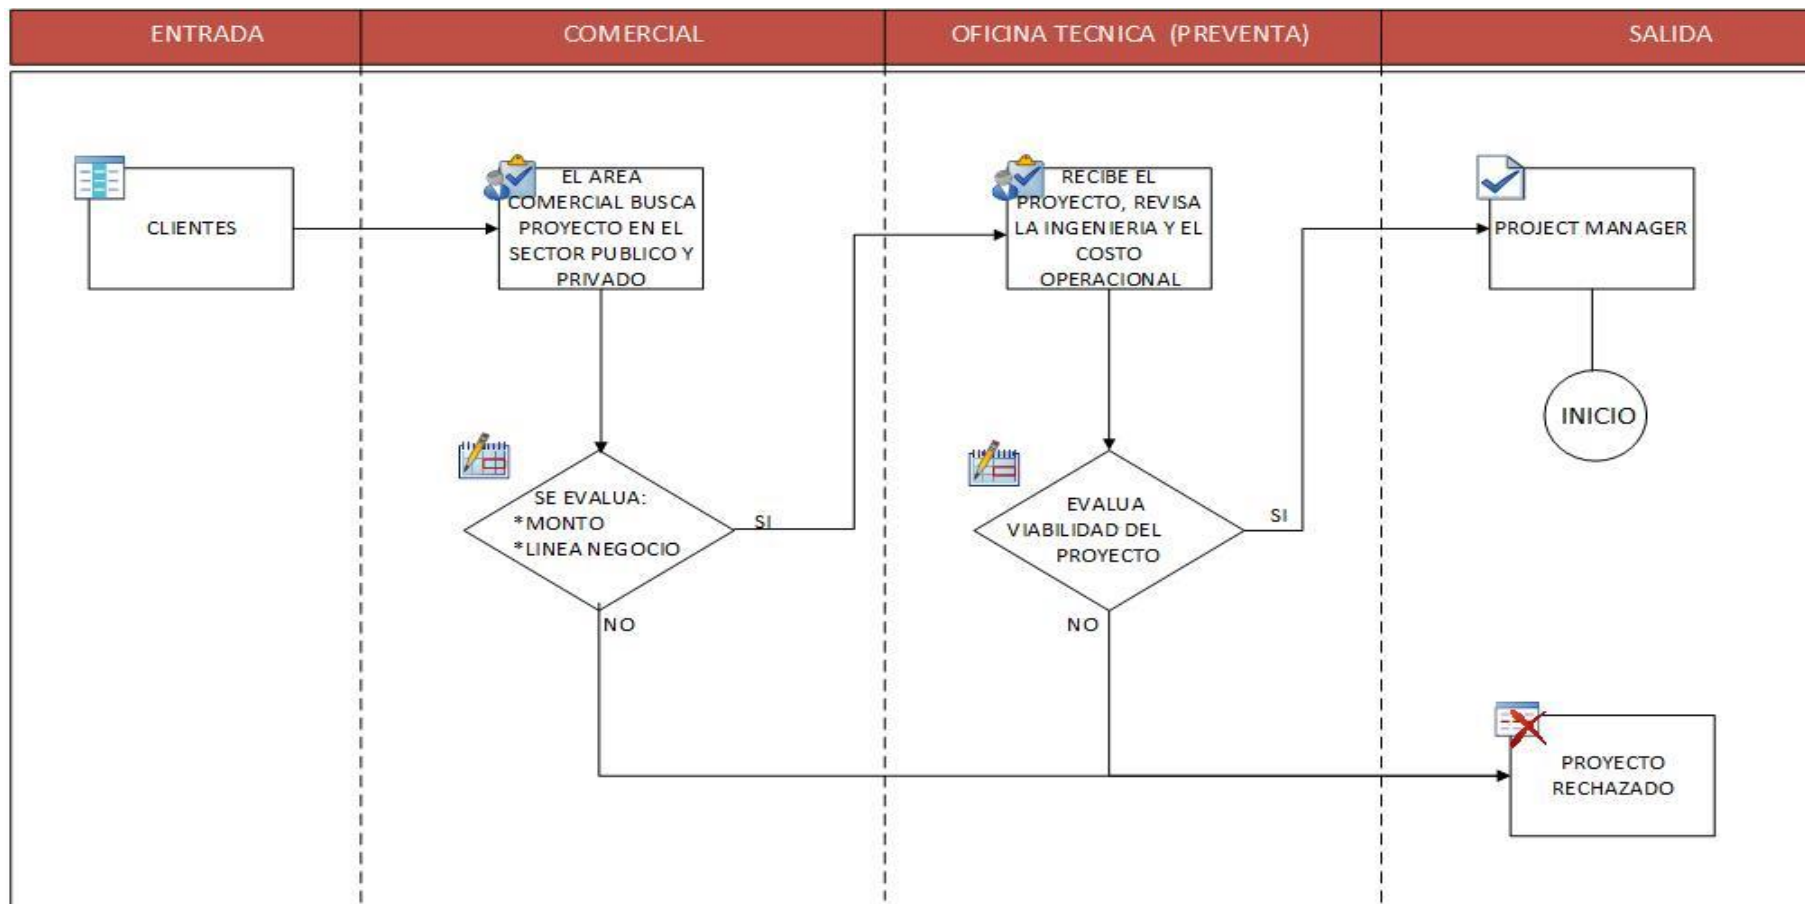 ENTRADA
COMERCIAL
OFICINA TECNICA (PREVENTA)
SALIDA
CLIENTES
EL AREA
COMERCIAL BUSCA
PROYECTO EN EL
SECTOR PUBLICO Y
PRIVADO
RECIBE EL
PROYECTO, REVISA
LA INGENIERIA Y EL
COSTO
OPERACIONAL
PROJECT MANAGER
INICIO
SE EVALUA:
*MONTO
*LINEA NEGOCIO
SI
NO
EVALUA
VIABILIDAD DEL
PROYECTO
SI
NO
PROYECTO
RECHAZADO